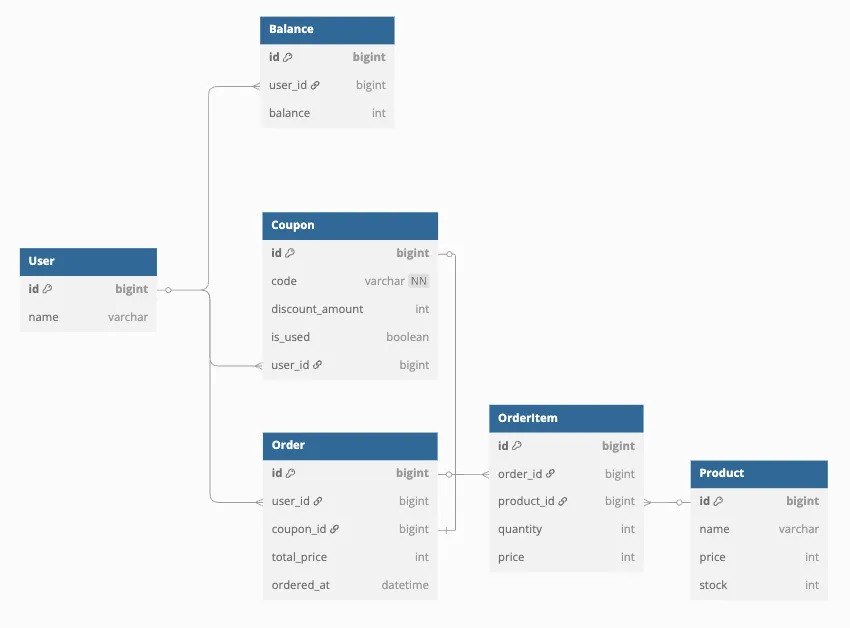 Balance
id bigint
user_id bigint
balance int
Coupon
id bigint
code varchar NN
discount_amount int
is_used boolean
user_id bigint
User
id bigint
name varchar
Order
id bigint
user_id bigint
coupon_id bigint
total_price int
ordered_at datetime
OrderItem
id bigint
order_id bigint
product_id bigint
quantity int
price int
Product
id bigint
name varchar
price int
stock int